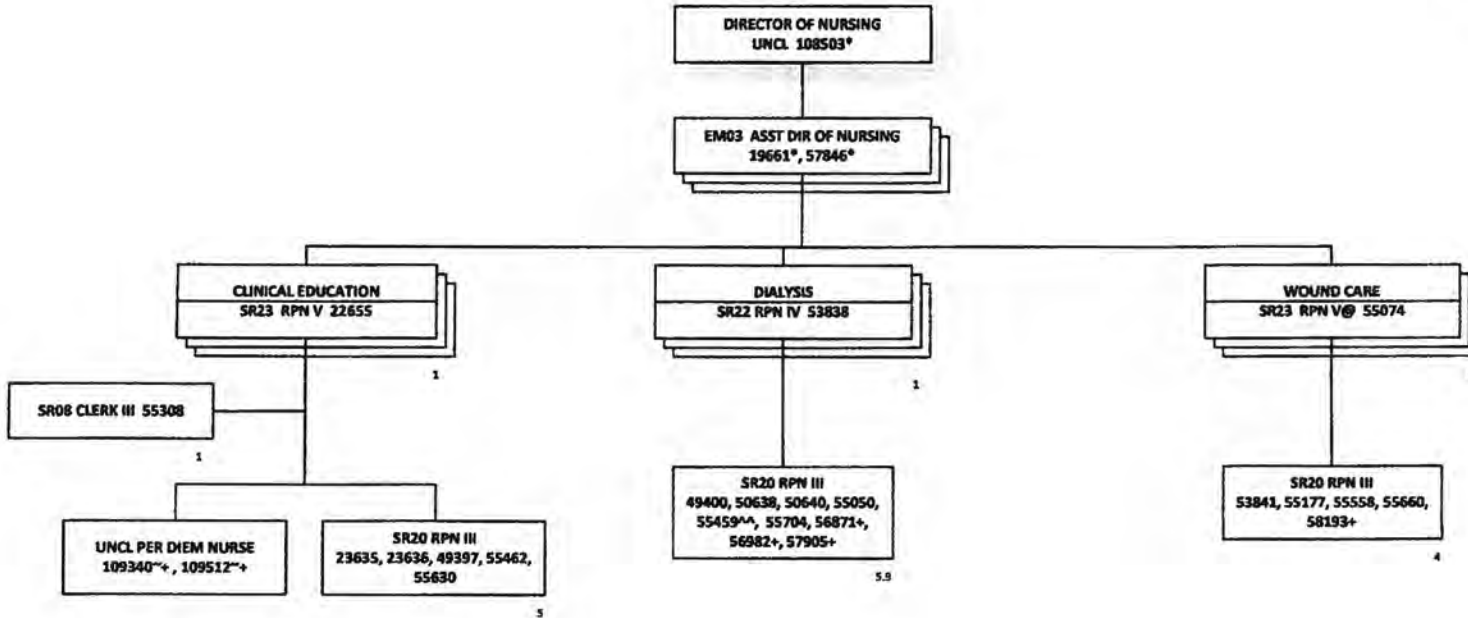 DIRECTOR OF NURSING
UNCL 108503*
EM03 ASST DIR OF NURSING
19661*, 57846*
CLINICAL EDUCATION
SR23 RPN V 22655
1
DIALYSIS
SR22 RPN IV 53838
1
WOUND CARE
SR23 RPN V@ 55074
SR08 CLERK III 55308
1
UNCL PER DIEM NURSE
109340~+, 109512~+
SR20 RPN III
23635, 23636, 49397, 55462,
55630
5
SR20 RPN III
49400, 50638, 50640, 55050,
55459^^, 55704, 56871+,
56982+, 57905+
5.9
SR20 RPN III
53841, 55177, 55558, 55660,
58193+
4